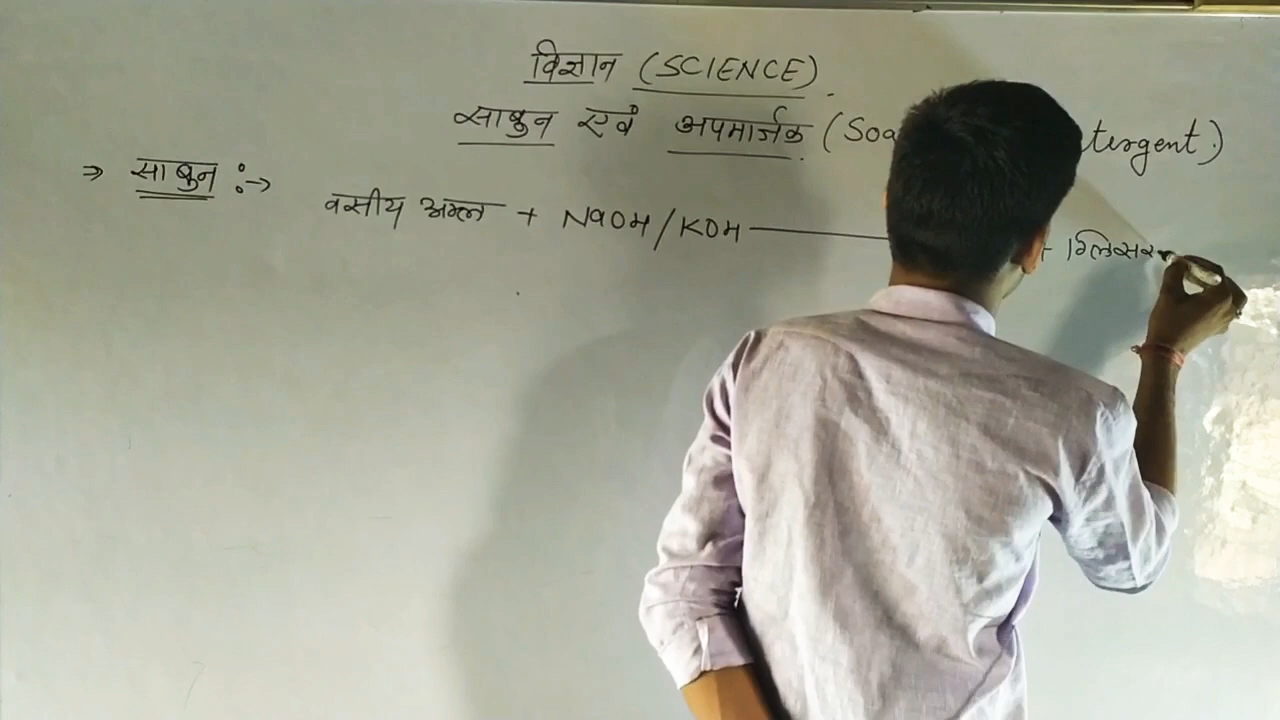 विज्ञान (SCIENCE).
साबुन एवं अपमार्जक (Soa tergent.)
⇒ साबुन :→
वसीय अम्ल + NaOH/KOH + ग्लिसर